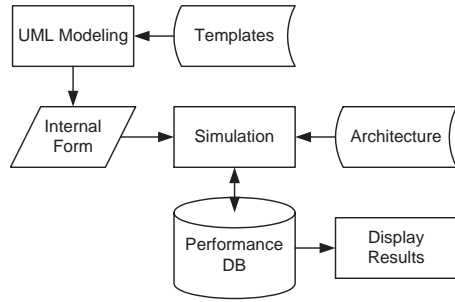 UML Modeling
Templates
Internal
Form
Simulation
Architecture
Performance
DB
Display
Results